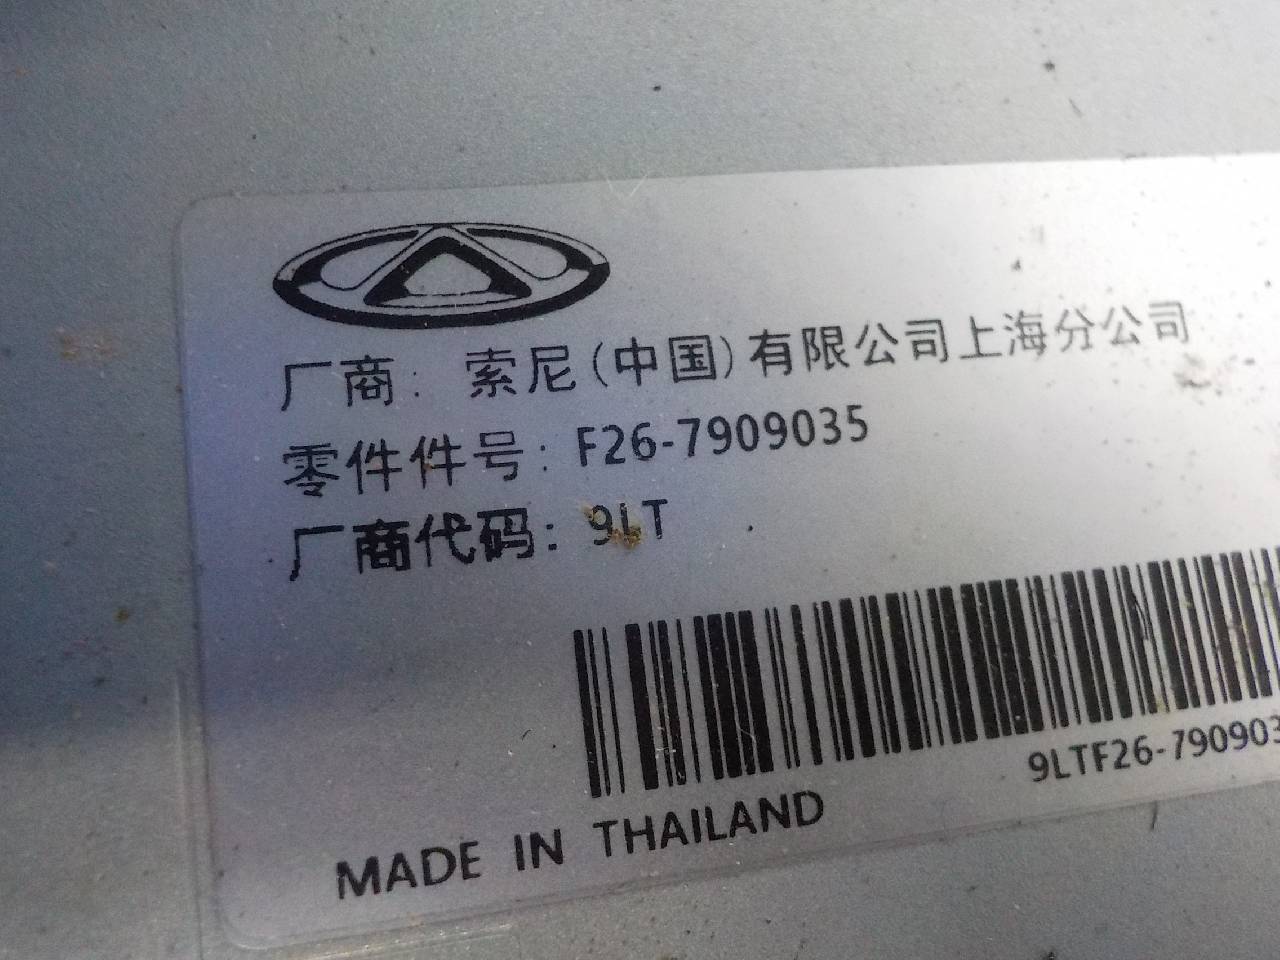 厂商: 索尼(中国)有限公司上海分公司
零件件号: F26-7909035
厂商代码: 9LT
9LTF26-790903
MADE IN THAILAND